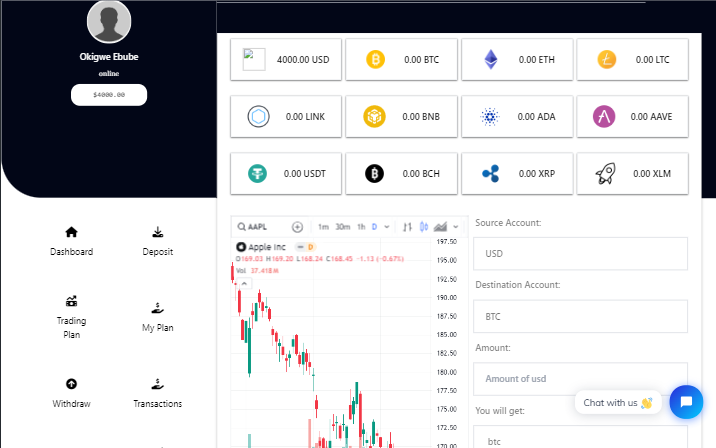 Okigwe Ebube
online
$4000.00
Dashboard
Deposit
Trading
Plan
My Plan
Withdraw
Transactions
4000.00 USD
0.00 BTC
0.00 ETH
0.00 LTC
0.00 LINK
0.00 BNB
0.00 ADA
0.00 AAVE
0.00 USDT
0.00 BCH
0.00 XRP
0.00 XLM
AAPL
1m 30m 1h D
Apple Inc D
O169.03 H169.20 L168.24 C168.45 -1.13 (-0.67%)
Vol 37.418M
197.50
195.00
192.50
190.00
187.50
185.00
182.50
180.00
177.50
175.00
172.50
170.00
Source Account:
USD
Destination Account:
BTC
Amount:
Amount of usd
You will get:
btc
Chat with us 👋